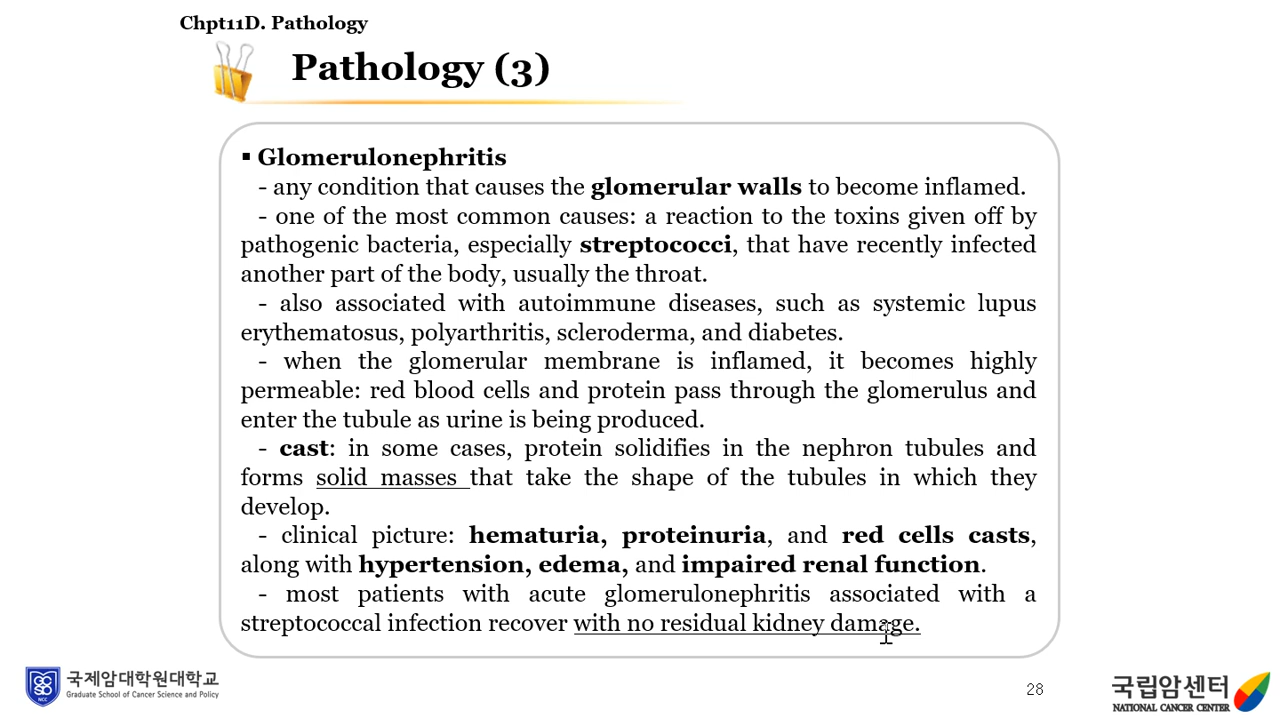 Chpt11D. Pathology
Pathology (3)
▪ Glomerulonephritis
- any condition that causes the glomerular walls to become inflamed.
- one of the most common causes: a reaction to the toxins given off by
pathogenic bacteria, especially streptococci, that have recently infected
another part of the body, usually the throat.
- also associated with autoimmune diseases, such as systemic lupus
erythematosus, polyarthritis, scleroderma, and diabetes.
- when the glomerular membrane is inflamed, it becomes highly
permeable: red blood cells and protein pass through the glomerulus and
enter the tubule as urine is being produced.
- cast: in some cases, protein solidifies in the nephron tubules and
forms solid masses that take the shape of the tubules in which they
develop.
- clinical picture: hematuria, proteinuria, and red cells casts,
along with hypertension, edema, and impaired renal function.
- most patients with acute glomerulonephritis associated with a
streptococcal infection recover with no residual kidney damage.
NCC
국제암대학원대학교
Graduate School of Cancer Science and Policy
28
국립암센터
NATIONAL CANCER CENTER